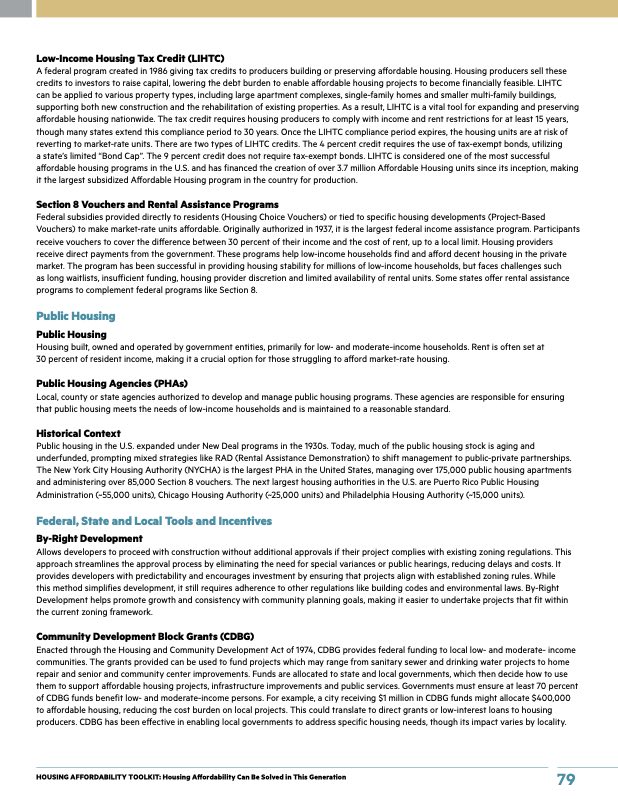 Low-Income Housing Tax Credit (LIHTC)
A federal program created in 1986 giving tax credits to producers building or preserving affordable housing. Housing producers sell these
credits to investors to raise capital, lowering the debt burden to enable affordable housing projects to become financially feasible. LIHTC
can be applied to various property types, including large apartment complexes, single-family homes and smaller multi-family buildings,
supporting both new construction and the rehabilitation of existing properties. As a result, LIHTC is a vital tool for expanding and preserving
affordable housing nationwide. The tax credit requires housing producers to comply with income and rent restrictions for at least 15 years,
though many states extend this compliance period to 30 years. Once the LIHTC compliance period expires, the housing units are at risk of
reverting to market-rate units. There are two types of LIHTC credits. The 4 percent credit requires the use of tax-exempt bonds, utilizing
a state's limited "Bond Cap". The 9 percent credit does not require tax-exempt bonds. LIHTC is considered one of the most successful
affordable housing programs in the U.S. and has financed the creation of over 3.7 million Affordable Housing units since its inception, making
it the largest subsidized Affordable Housing program in the country for production.
Section 8 Vouchers and Rental Assistance Programs
Federal subsidies provided directly to residents (Housing Choice Vouchers) or tied to specific housing developments (Project-Based
Vouchers) to make market-rate units affordable. Originally authorized in 1937, it is the largest federal income assistance program. Participants
receive vouchers to cover the difference between 30 percent of their income and the cost of rent, up to a local limit. Housing providers
receive direct payments from the government. These programs help low-income households find and afford decent housing in the private
market. The program has been successful in providing housing stability for millions of low-income households, but faces challenges such
as long waitlists, insufficient funding, housing provider discretion and limited availability of rental units. Some states offer rental assistance
programs to complement federal programs like Section 8.
Public Housing
Public Housing
Housing built, owned and operated by government entities, primarily for low- and moderate-income households. Rent is often set at
30 percent of resident income, making it a crucial option for those struggling to afford market-rate housing.
Public Housing Agencies (PHAs)
Local, county or state agencies authorized to develop and manage public housing programs. These agencies are responsible for ensuring
that public housing meets the needs of low-income households and is maintained to a reasonable standard.
Historical Context
Public housing in the U.S. expanded under New Deal programs in the 1930s. Today, much of the public housing stock is aging and
underfunded, prompting mixed strategies like RAD (Rental Assistance Demonstration) to shift management to public-private partnerships.
The New York City Housing Authority (NYCHA) is the largest PHA in the United States, managing over 175,000 public housing apartments
and administering over 85,000 Section 8 vouchers. The next largest housing authorities in the U.S. are Puerto Rico Public Housing
Administration (~55,000 units), Chicago Housing Authority (~25,000 units) and Philadelphia Housing Authority (~15,000 units).
Federal, State and Local Tools and Incentives
By-Right Development
Allows developers to proceed with construction without additional approvals if their project complies with existing zoning regulations. This
approach streamlines the approval process by eliminating the need for special variances or public hearings, reducing delays and costs. It
provides developers with predictability and encourages investment by ensuring that projects align with established zoning rules. While
this method simplifies development, it still requires adherence to other regulations like building codes and environmental laws. By-Right
Development helps promote growth and consistency with community planning goals, making it easier to undertake projects that fit within
the current zoning framework.
Community Development Block Grants (CDBG)
Enacted through the Housing and Community Development Act of 1974, CDBG provides federal funding to local low- and moderate- income
communities. The grants provided can be used to fund projects which may range from sanitary sewer and drinking water projects to home
repair and senior and community center improvements. Funds are allocated to state and local governments, which then decide how to use
them to support affordable housing projects, infrastructure improvements and public services. Governments must ensure at least 70 percent
of CDBG funds benefit low- and moderate-income persons. For example, a city receiving $1 million in CDBG funds might allocate $400,000
to affordable housing, reducing the cost burden on local projects. This could translate to direct grants or low-interest loans to housing
producers. CDBG has been effective in enabling local governments to address specific housing needs, though its impact varies by locality.
HOUSING AFFORDABILITY TOOLKIT: Housing Affordability Can Be Solved in This Generation
79